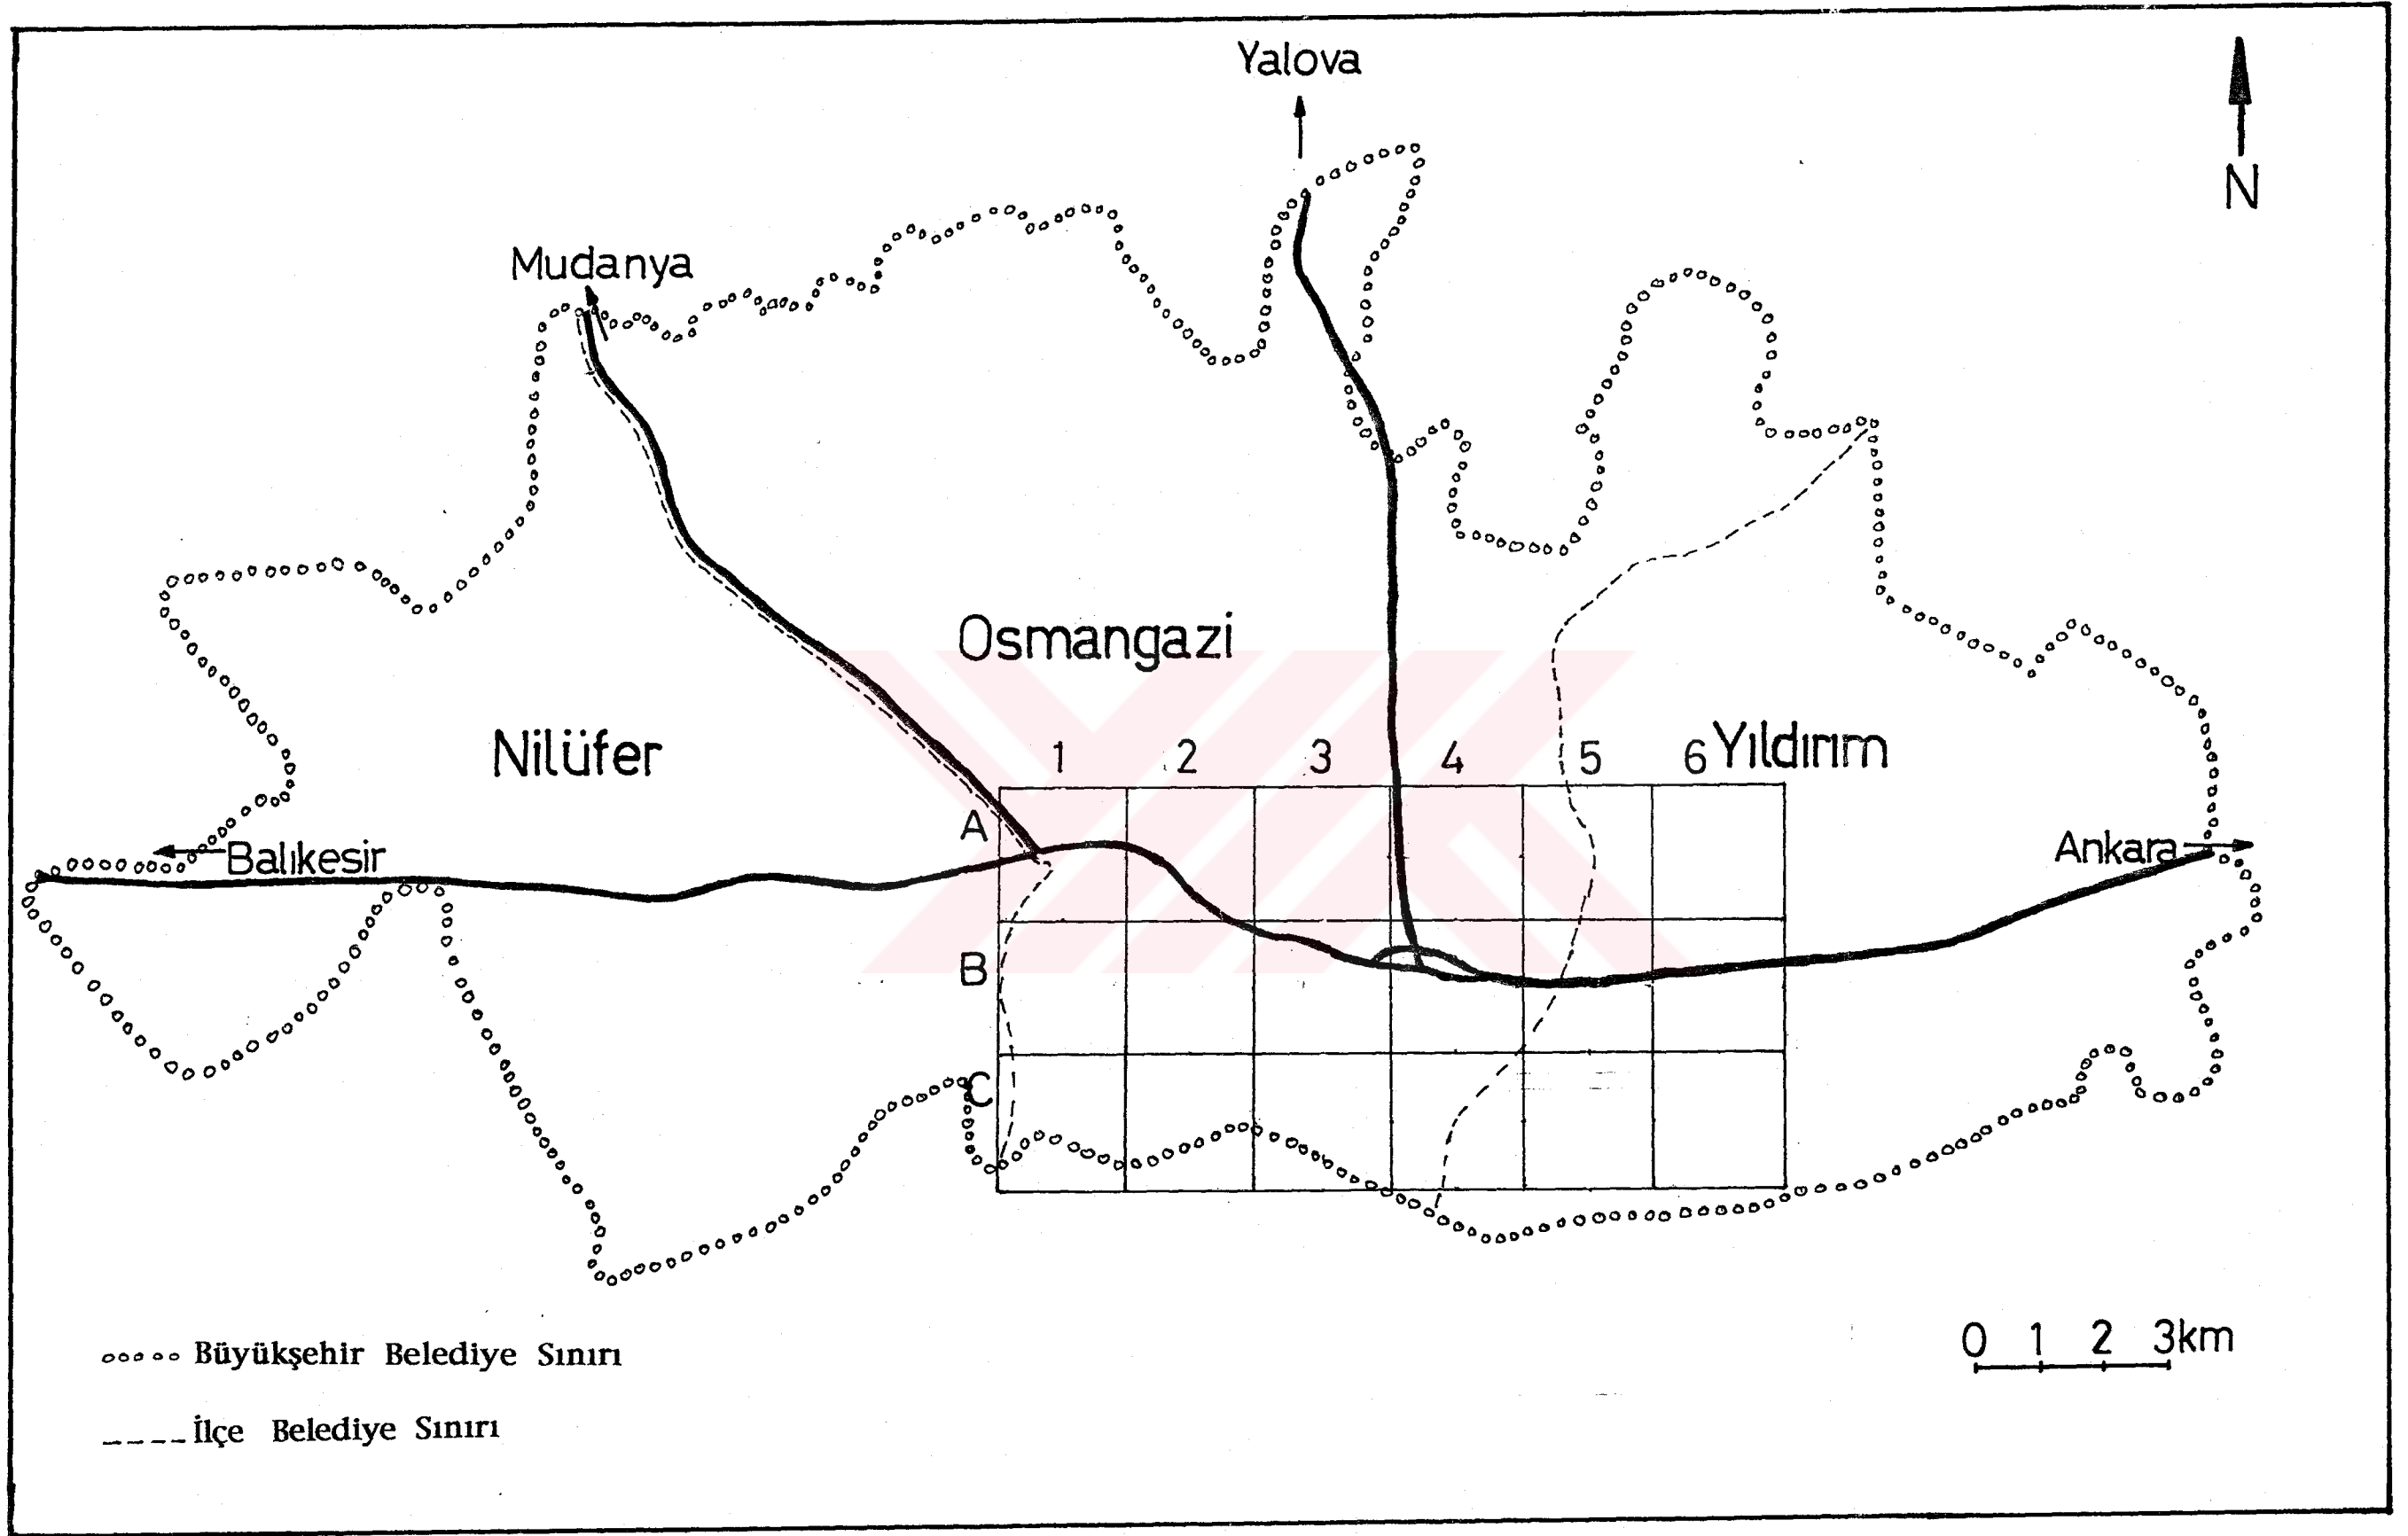 Yalova
N
Mudanya
Osmangazi
Nilüfer
1 2 3 4 5 6 Yıldırım
A
Balıkesir
Ankara
B
C
0 1 2 3km
Büyükşehir Belediye Sınırı
İlçe Belediye Sınırı